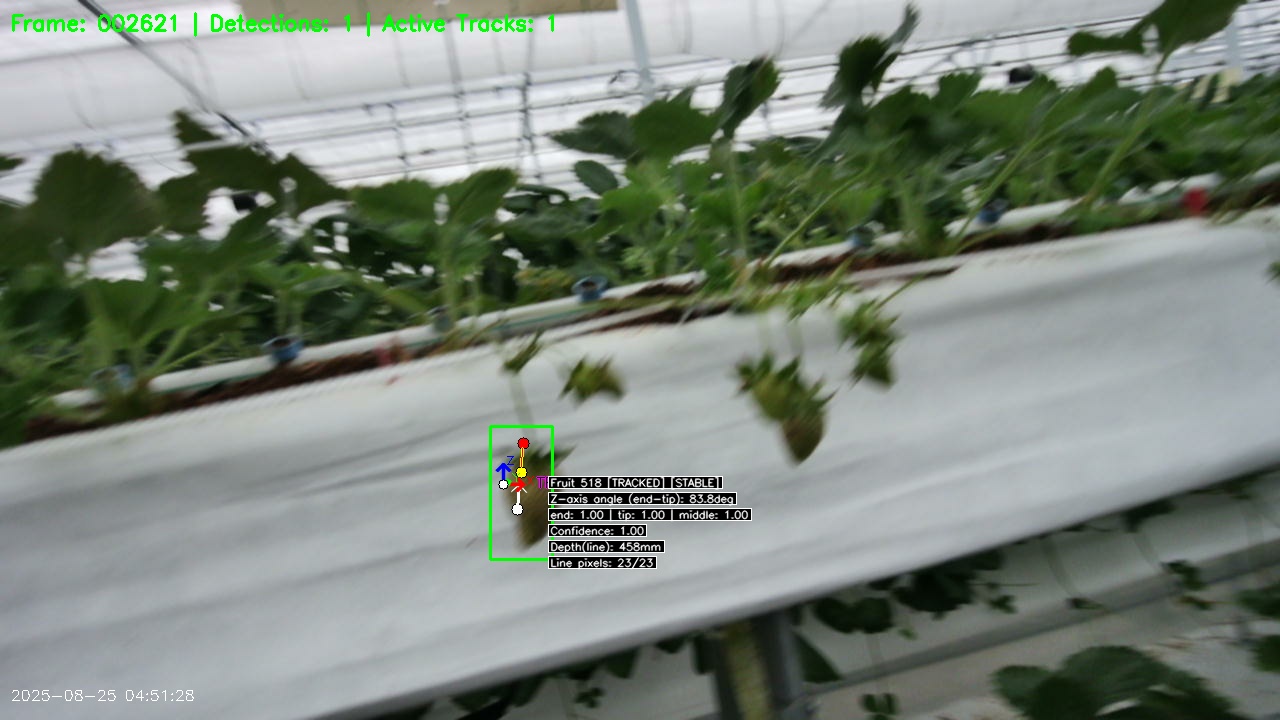 Frame: 002621 | Detections: 1 | Active Tracks: 1
Z
Fruit 518 [TRACKED] [STABLE]
Z-axis angle (end-tip): 83.8deg
end: 1.00 | tip: 1.00 | middle: 1.00
Confidence: 1.00
Depth(line): 458mm
Line pixels: 23/23
2025-08-25 04:51:28